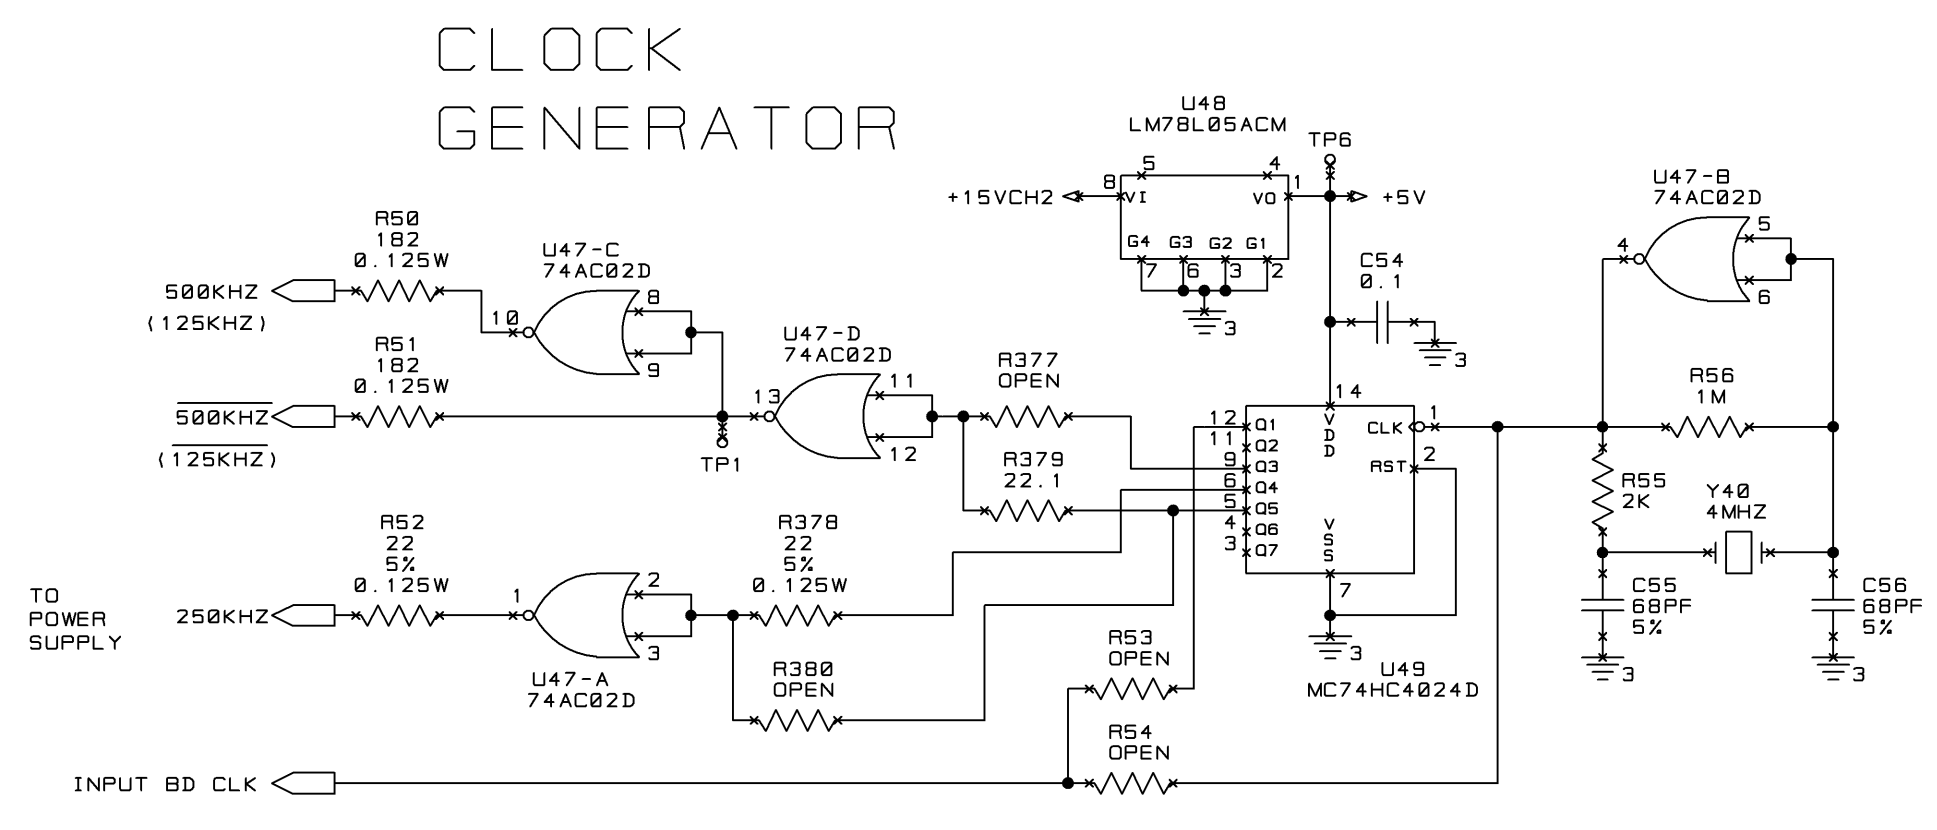 CLOCK
GENERATOR
U48
LM78L05ACM
TP6
5
4
8
1
+15VCH2
VI
VO
+5V
G4
G3
G2
G1
7
6
3
2
3
C54
0.1
3
U47-B
74AC02D
4
5
6
R50
182
0.125W
500KHZ
(125KHZ)
U47-C
74AC02D
10
8
9
R51
182
0.125W
500KHZ
(125KHZ)
TP1
U47-D
74AC02D
13
11
12
R377
OPEN
R379
22.1
14
12
11
9
6
5
4
3
Q1
Q2
Q3
Q4
Q5
Q6
Q7
VDD
CLK
RST
VSS
1
2
7
3
U49
MC74HC4024D
R56
1M
R55
2K
Y40
4MHZ
C55
68PF
5%
3
C56
68PF
5%
3
TO
POWER
SUPPLY
250KHZ
R52
22
5%
0.125W
1
2
3
U47-A
74AC02D
R378
22
5%
0.125W
R380
OPEN
R53
OPEN
R54
OPEN
INPUT BD CLK